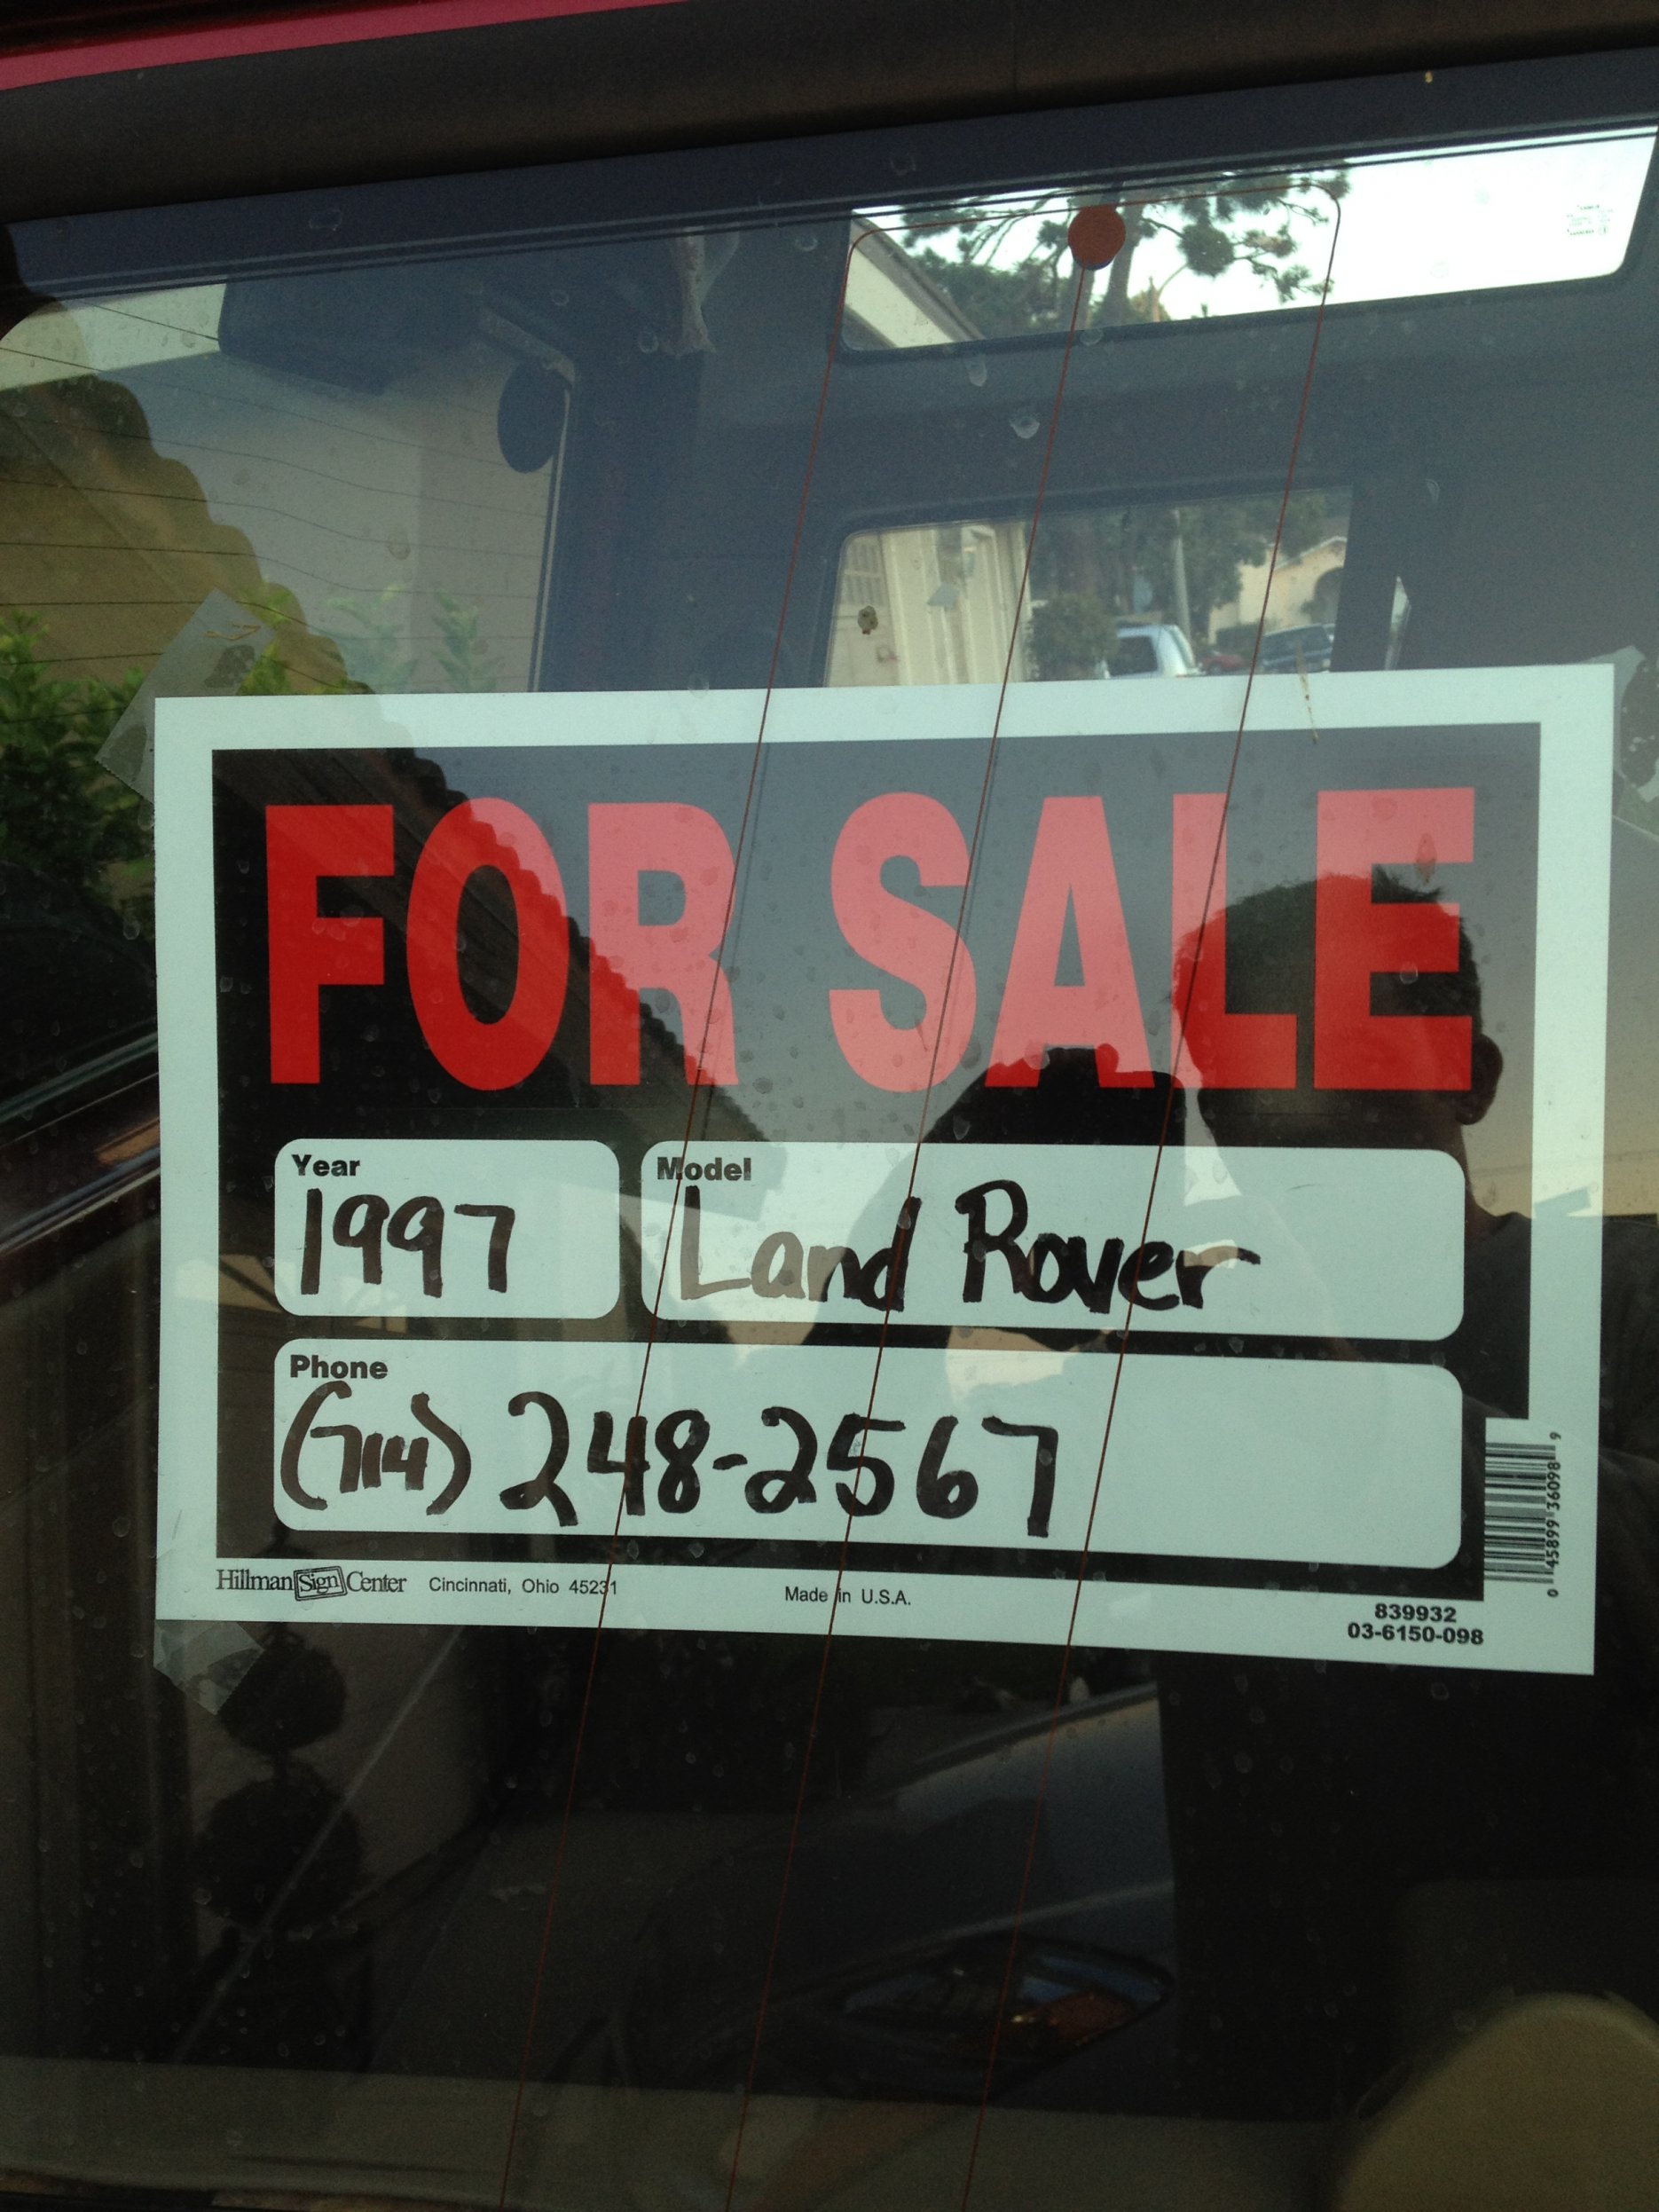 FOR SALE
Year
1997
Model
Land Rover
Phone
(714) 248-2567
Hillman Sign Center Cincinnati, Ohio 45231 Made in U.S.A.
839932
03-6150-098
0 45899 36098 9